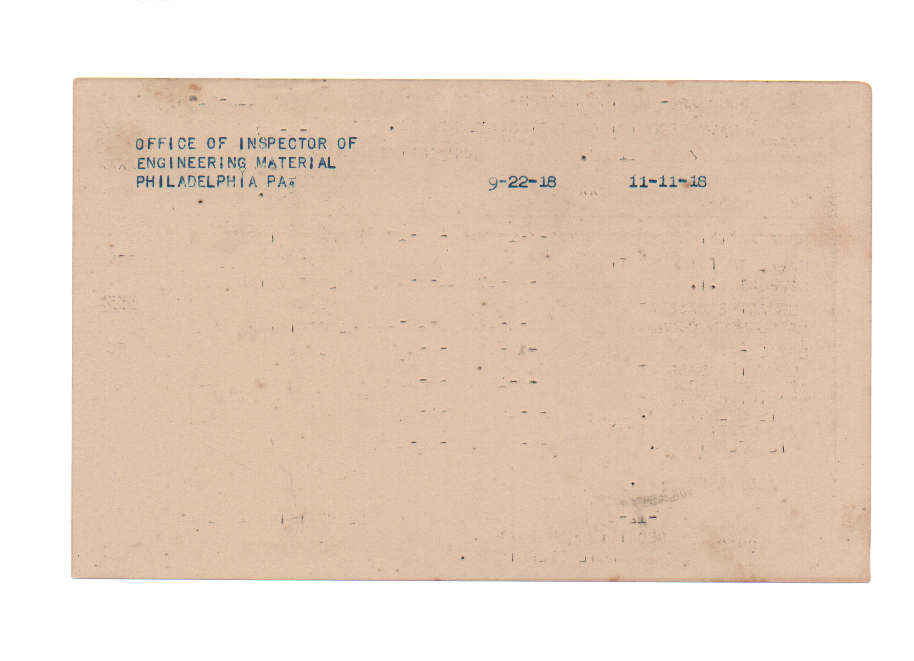 OFFICE OF INSPECTOR OF
ENGINEERING MATERIAL
PHILADELPHIA PA. 9-22-18 11-11-18